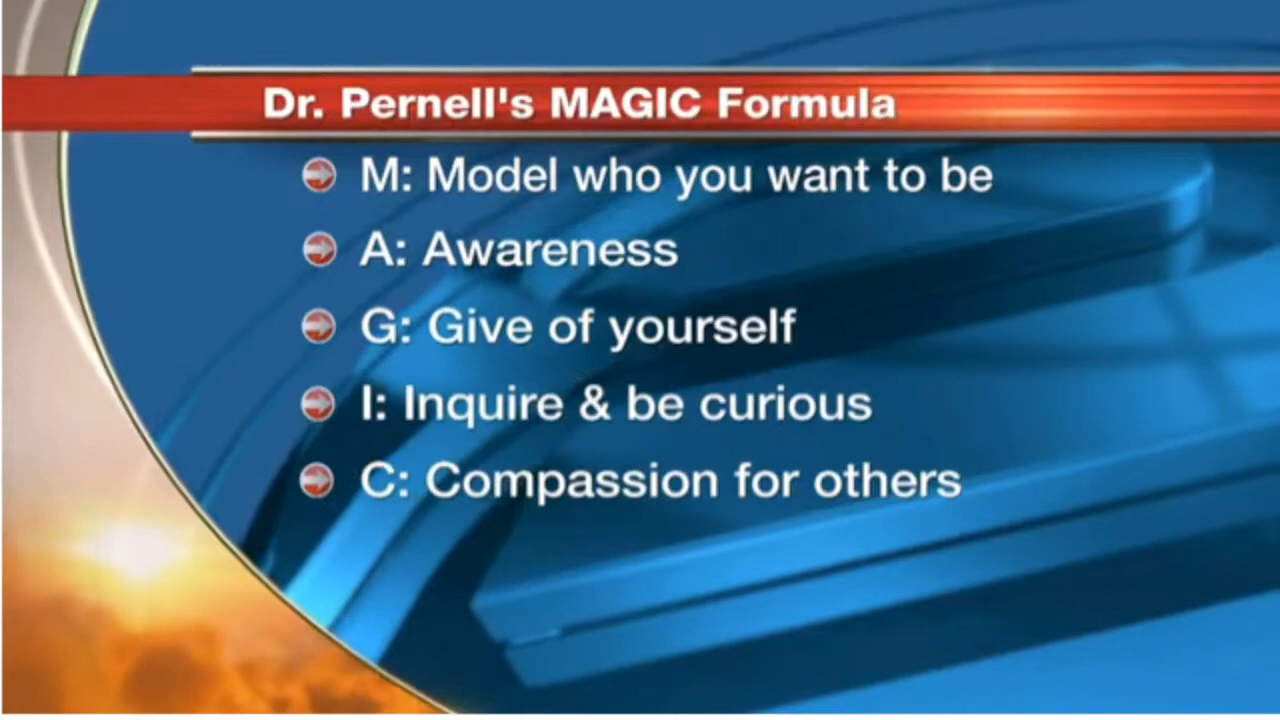 Dr. Pernell's MAGIC Formula
M: Model who you want to be
A: Awareness
G: Give of yourself
I: Inquire & be curious
C: Compassion for others